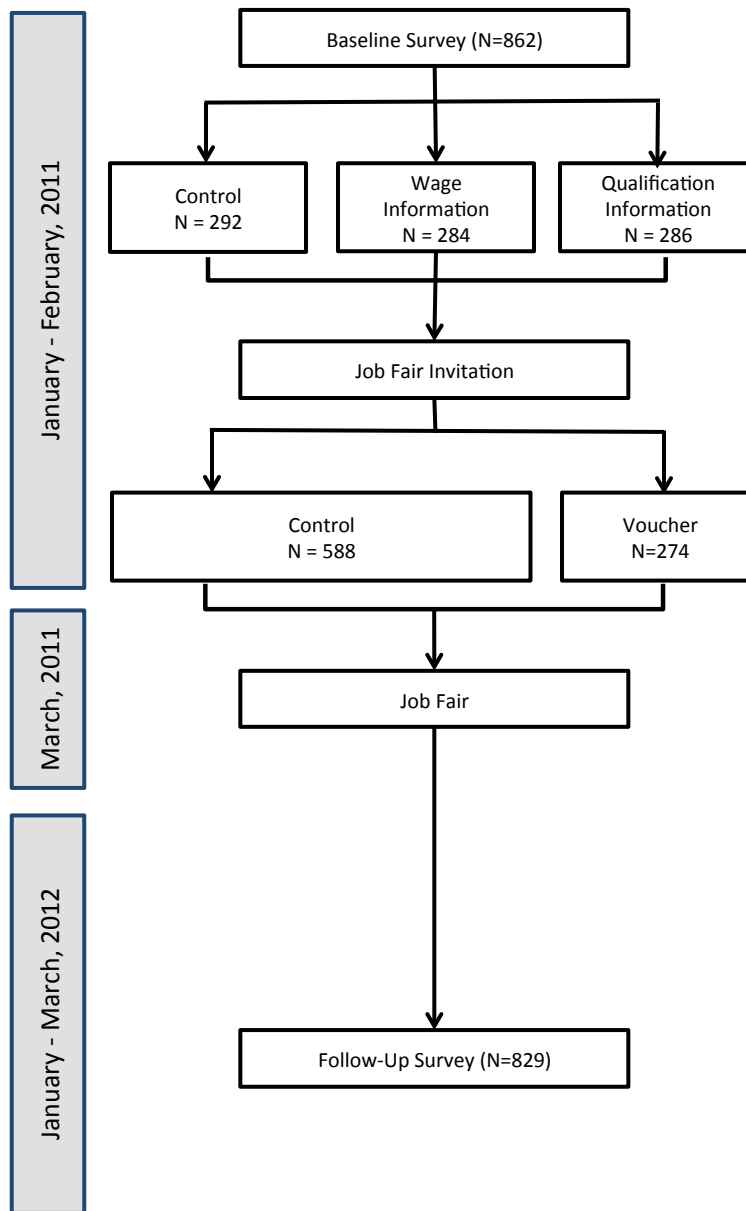 Baseline Survey (N=862)
Control
N = 292
Wage
Information
N = 284
Qualification
Information
N = 286
Job Fair Invitation
Control
N = 588
Voucher
N=274
January - February, 2011
Job Fair
March, 2011
Follow-Up Survey (N=829)
January - March, 2012